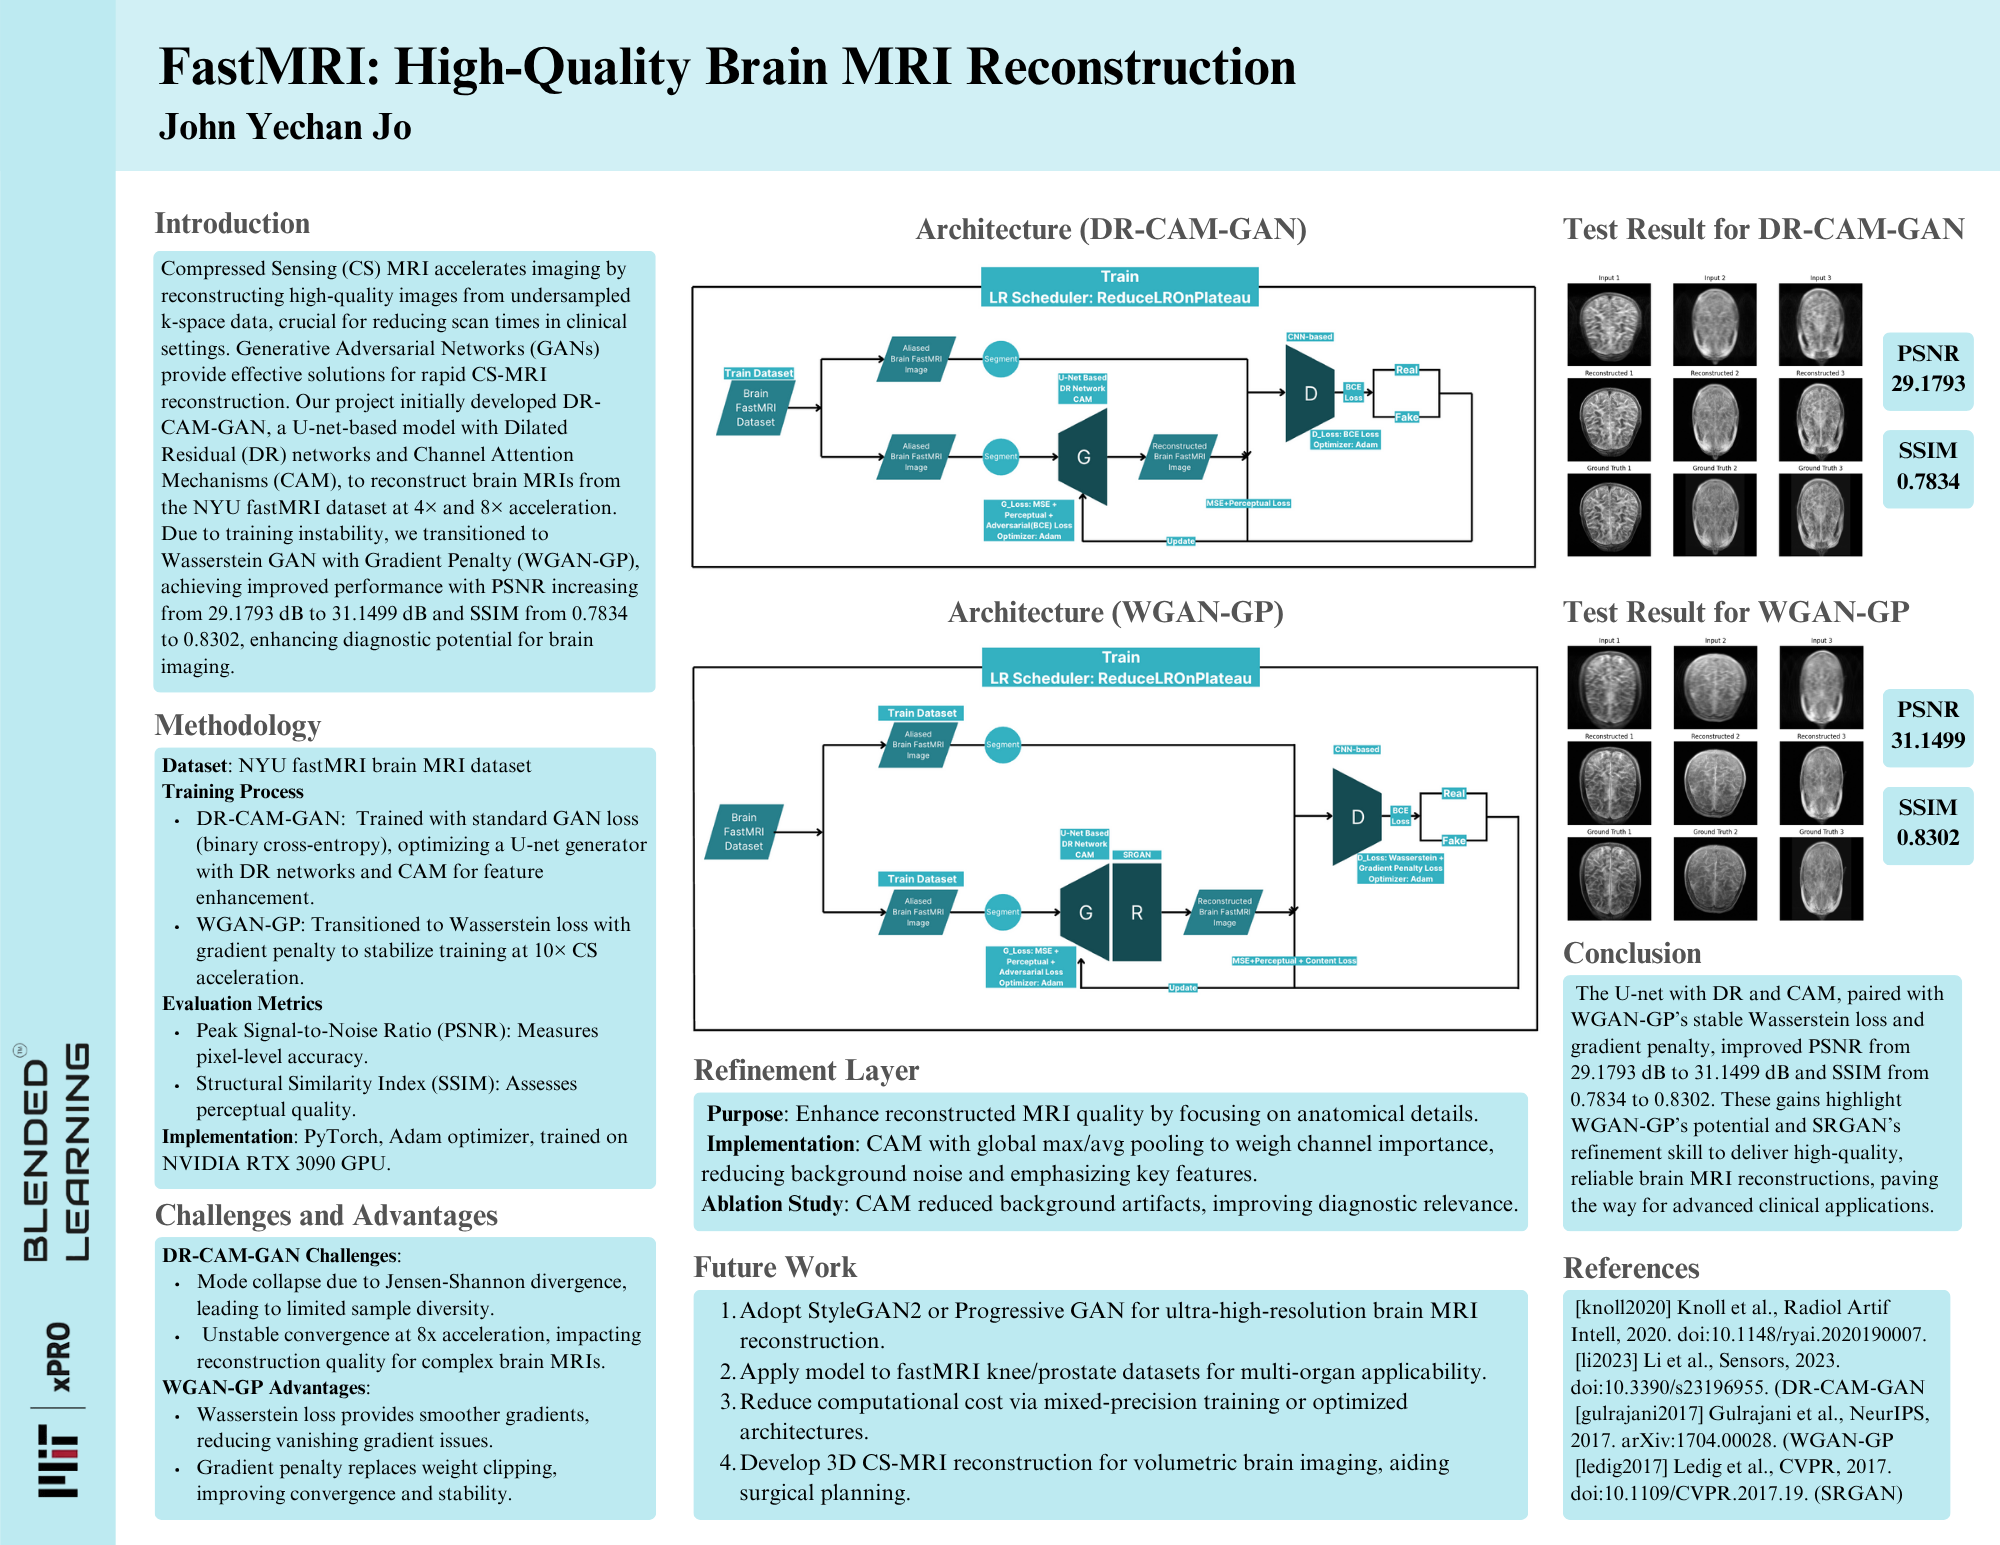 FastMRI: High-Quality Brain MRI Reconstruction
John Yechan Jo
Introduction
Compressed Sensing (CS) MRI accelerates imaging by
reconstructing high-quality images from undersampled
k-space data, crucial for reducing scan times in clinical
settings. Generative Adversarial Networks (GANs)
provide effective solutions for rapid CS-MRI
reconstruction. Our project initially developed DR-
CAM-GAN, a U-net-based model with Dilated
Residual (DR) networks and Channel Attention
Mechanisms (CAM), to reconstruct brain MRIs from
the NYU fastMRI dataset at 4× and 8× acceleration.
Due to training instability, we transitioned to
Wasserstein GAN with Gradient Penalty (WGAN-GP),
achieving improved performance with PSNR increasing
from 29.1793 dB to 31.1499 dB and SSIM from 0.7834
to 0.8302, enhancing diagnostic potential for brain
imaging.
Methodology
Dataset: NYU fastMRI brain MRI dataset
Training Process
• DR-CAM-GAN: Trained with standard GAN loss
(binary cross-entropy), optimizing a U-net generator
with DR networks and CAM for feature
enhancement.
• WGAN-GP: Transitioned to Wasserstein loss with
gradient penalty to stabilize training at 10× CS
acceleration.
Evaluation Metrics
• Peak Signal-to-Noise Ratio (PSNR): Measures
pixel-level accuracy.
• Structural Similarity Index (SSIM): Assesses
perceptual quality.
Implementation: PyTorch, Adam optimizer, trained on
NVIDIA RTX 3090 GPU.
Challenges and Advantages
DR-CAM-GAN Challenges:
• Mode collapse due to Jensen-Shannon divergence,
leading to limited sample diversity.
• Unstable convergence at 8x acceleration, impacting
reconstruction quality for complex brain MRIs.
WGAN-GP Advantages:
• Wasserstein loss provides smoother gradients,
reducing vanishing gradient issues.
• Gradient penalty replaces weight clipping,
improving convergence and stability.
Architecture (DR-CAM-GAN)
Train
LR Scheduler: ReduceLROnPlateau
Train Dataset
Brain
FastMRI
Dataset
Aliased
Brain FastMRI
Image
Segment
Aliased
Brain FastMRI
Image
Segment
U-Net Based
DR Network
CAM
G
G_Loss: MSE +
Perceptual +
Adversarial(BCE) Loss
Optimizer: Adam
Reconstructed
Brain FastMRI
Image
MSE+Perceptual Loss
Update
CNN-based
D
D_Loss: BCE Loss
Optimizer: Adam
BCE
Loss
Real
Fake
Architecture (WGAN-GP)
Train
LR Scheduler: ReduceLROnPlateau
Brain
FastMRI
Dataset
Train Dataset
Aliased
Brain FastMRI
Image
Segment
Train Dataset
Aliased
Brain FastMRI
Image
Segment
U-Net Based
DR Network
CAM
SRGAN
G
R
G_Loss: MSE +
Perceptual +
Adversarial Loss
Optimizer: Adam
Reconstructed
Brain FastMRI
Image
MSE+Perceptual + Content Loss
Update
CNN-based
D
D_Loss: Wasserstein +
Gradient Penalty Loss
Optimizer: Adam
BCE
Loss
Real
Fake
Refinement Layer
Purpose: Enhance reconstructed MRI quality by focusing on anatomical details.
Implementation: CAM with global max/avg pooling to weigh channel importance,
reducing background noise and emphasizing key features.
Ablation Study: CAM reduced background artifacts, improving diagnostic relevance.
Future Work
1. Adopt StyleGAN2 or Progressive GAN for ultra-high-resolution brain MRI
reconstruction.
2. Apply model to fastMRI knee/prostate datasets for multi-organ applicability.
3. Reduce computational cost via mixed-precision training or optimized
architectures.
4. Develop 3D CS-MRI reconstruction for volumetric brain imaging, aiding
surgical planning.
Test Result for DR-CAM-GAN
Input 1 Input 2 Input 3
Reconstructed 1 Reconstructed 2 Reconstructed 3
Ground Truth 1 Ground Truth 2 Ground Truth 3
PSNR
29.1793
SSIM
0.7834
Test Result for WGAN-GP
Input 1 Input 2 Input 3
Reconstructed 1 Reconstructed 2 Reconstructed 3
Ground Truth 1 Ground Truth 2 Ground Truth 3
PSNR
31.1499
SSIM
0.8302
Conclusion
The U-net with DR and CAM, paired with
WGAN-GP’s stable Wasserstein loss and
gradient penalty, improved PSNR from
29.1793 dB to 31.1499 dB and SSIM from
0.7834 to 0.8302. These gains highlight
WGAN-GP’s potential and SRGAN’s
refinement skill to deliver high-quality,
reliable brain MRI reconstructions, paving
the way for advanced clinical applications.
References
[knoll2020] Knoll et al., Radiol Artif
Intell, 2020. doi:10.1148/ryai.2020190007.
[li2023] Li et al., Sensors, 2023.
doi:10.3390/s23196955. (DR-CAM-GAN
[gulrajani2017] Gulrajani et al., NeurIPS,
2017. arXiv:1704.00028. (WGAN-GP
[ledig2017] Ledig et al., CVPR, 2017.
doi:10.1109/CVPR.2017.19. (SRGAN)
MIT
xPRO
BLENDED
LEARNING